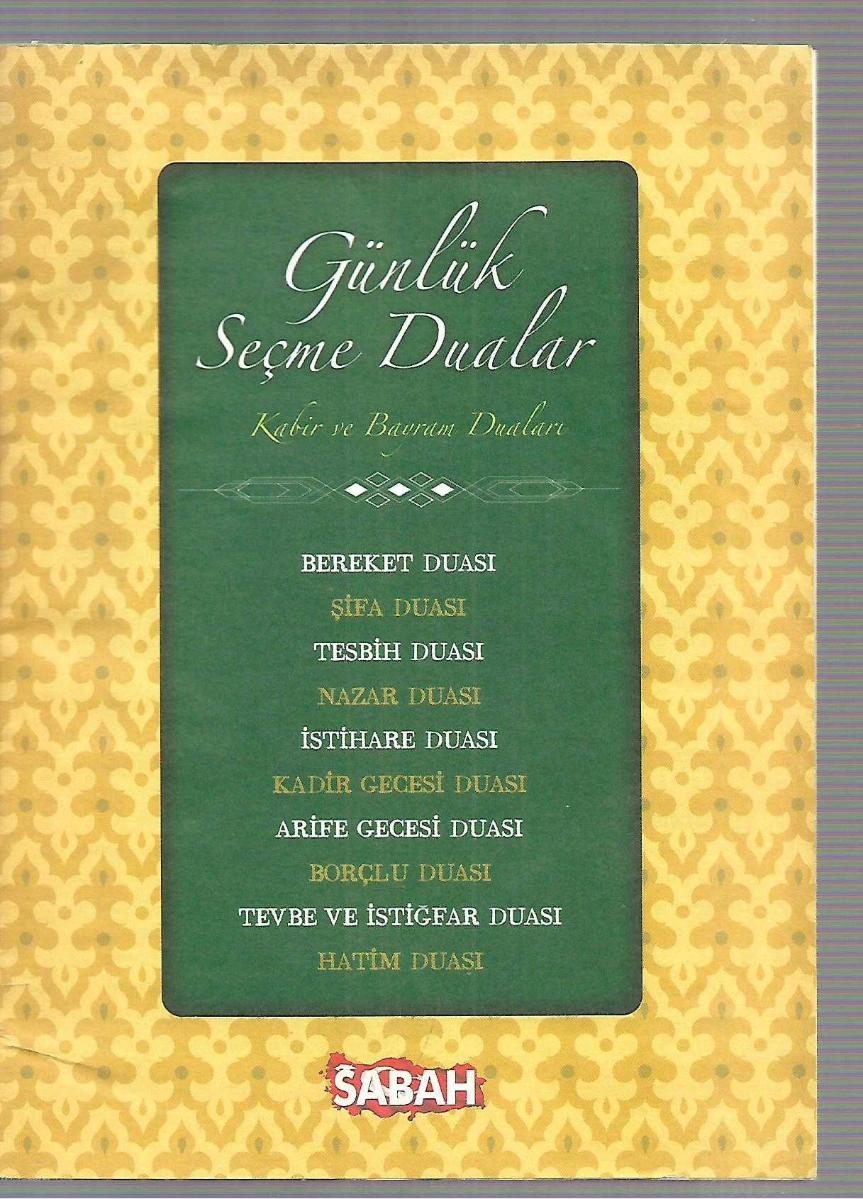 Günlük
Seçme Dualar
Kabir ve Bayram Duaları
BEREKET DUASI
ŞİFA DUASI
TESBİH DUASI
NAZAR DUASI
İSTİHARE DUASI
KADİR GECESİ DUASI
ARİFE GECESİ DUASI
BORÇLU DUASI
TEVBE VE İSTİĞFAR DUASI
HATİM DUASI
SABAH